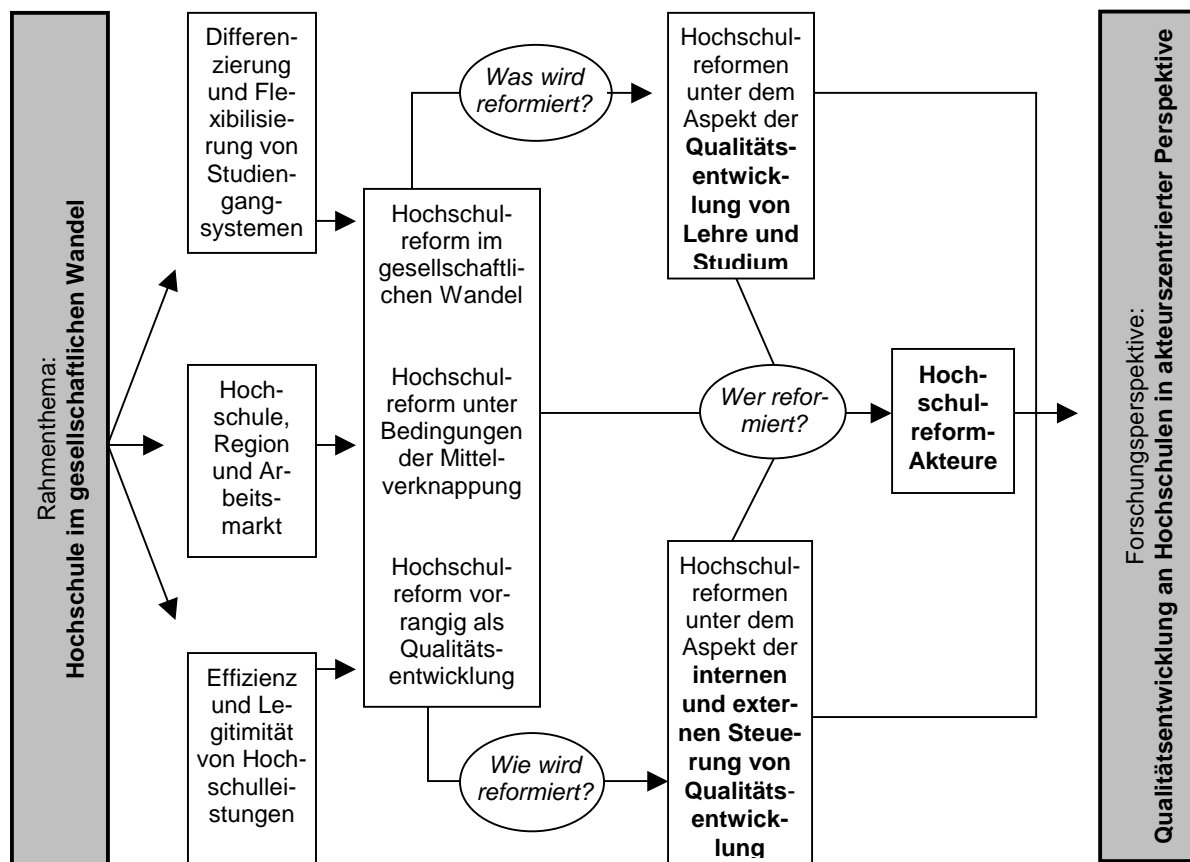 Rahmenthema:
Hochschule im gesellschaftlichen Wandel
Differen-
zierung
und Fle-
xibilisie-
rung von
Studien-
gang-
systemen
Hoch-
schule,
Region
und Ar-
beits-
markt
Effizienz
und Le-
gitimität
von Hoch-
schullei-
stungen
Hochschul-
reform im
gesellschaftli-
chen Wandel
Hochschul-
reform unter
Bedingungen
der Mittel-
verknappung
Hochschul-
reform vor-
rangig als
Qualitäts-
entwicklung
Was wird
reformiert?
Wie wird
reformiert?
Hochschul-
reformen
unter dem
Aspekt der
Qualitäts-
entwick-
lung von
Lehre und
Studium
Wer refor-
miert?
Hochschul-
reformen
unter dem
Aspekt der
internen
und exter-
nen Steue-
rung von
Qualitäts-
entwick-
lung
Hoch-
schul-
reform-
Akteure
Forschungsperspektive:
Qualitätsentwicklung an Hochschulen in akteurszentrierter Perspektive